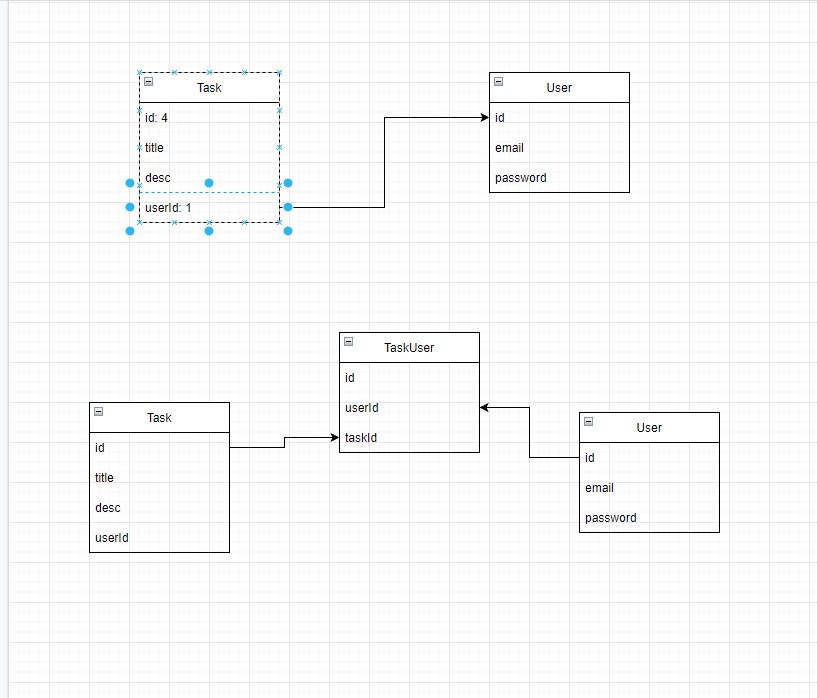 Task
id: 4
title
desc
userId: 1
User
id
email
password
TaskUser
id
userId
taskId
Task
id
title
desc
userId
User
id
email
password